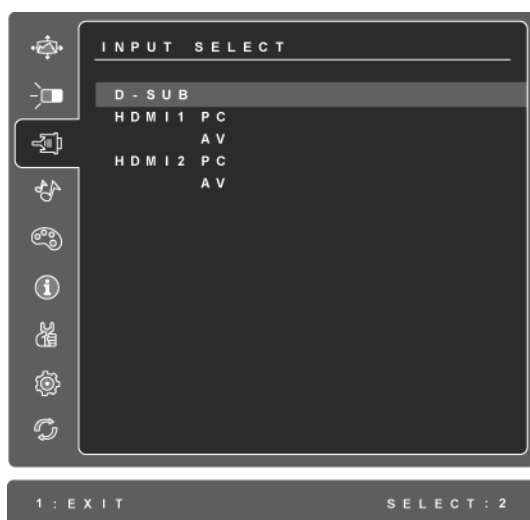 INPUT SELECT
D-SUB
HDMI1 PC
AV
HDMI2 PC
AV
1:EXIT SELECT:2